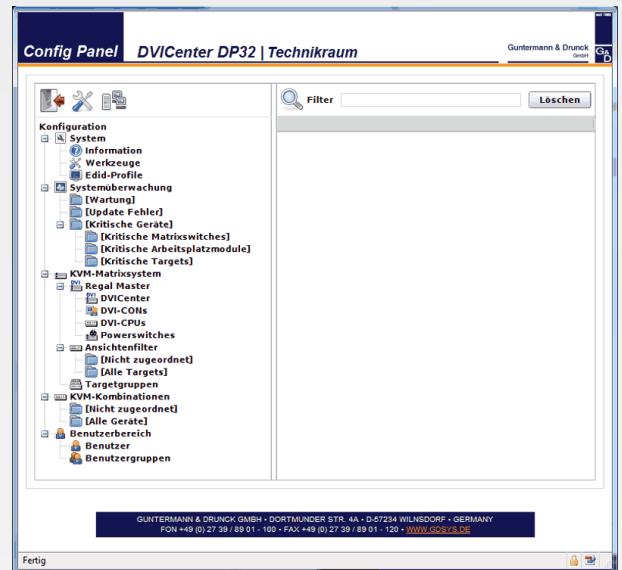 Config Panel
DVICenter DP32 | Technikraum
Guntermann & Drunck
GmbH
G&D
Filter
Löschen
Konfiguration
System
Information
Werkzeuge
Edid-Profile
Systemüberwachung
[Wartung]
[Update Fehler]
[Kritische Geräte]
[Kritische Matrixswitches]
[Kritische Arbeitsplatzmodule]
[Kritische Targets]
KVM-Matrixsystem
Regal Master
DVICenter
DVI-CONs
DVI-CPUs
Powerswitches
Ansichtenfilter
[Nicht zugeordnet]
[Alle Targets]
Targetgruppen
KVM-Kombinationen
[Nicht zugeordnet]
[Alle Geräte]
Benutzerbereich
Benutzer
Benutzergruppen
GUNTERMANN & DRUNCK GMBH • DORTMUNDER STR. 4A • D-57234 WILNSDORF • GERMANY
FON +49 (0) 27 39 / 89 01 - 100 • FAX +49 (0) 27 39 / 89 01 - 120 • WWW.GDSYS.DE
Fertig